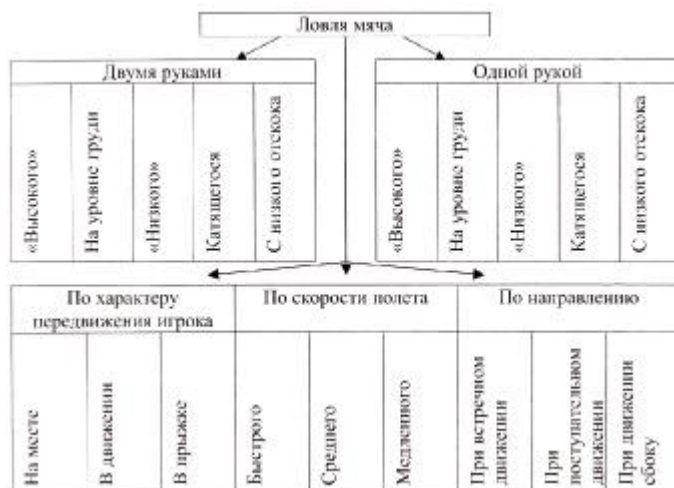 Ловля мяча
Двумя руками
Одной рукой
«Высокого»
На уровне груди
«Низкого»
Катящегося
С низкого отскока
«Высокого»
На уровне груди
«Низкого»
Катящегося
С низкого отскока
По характеру
передвижения игрока
По скорости полета
По направлению
На месте
В движении
В прыжке
Быстрого
Среднего
Медленного
При встречном
движении
При
поступательном
движении
При движении
сбоку